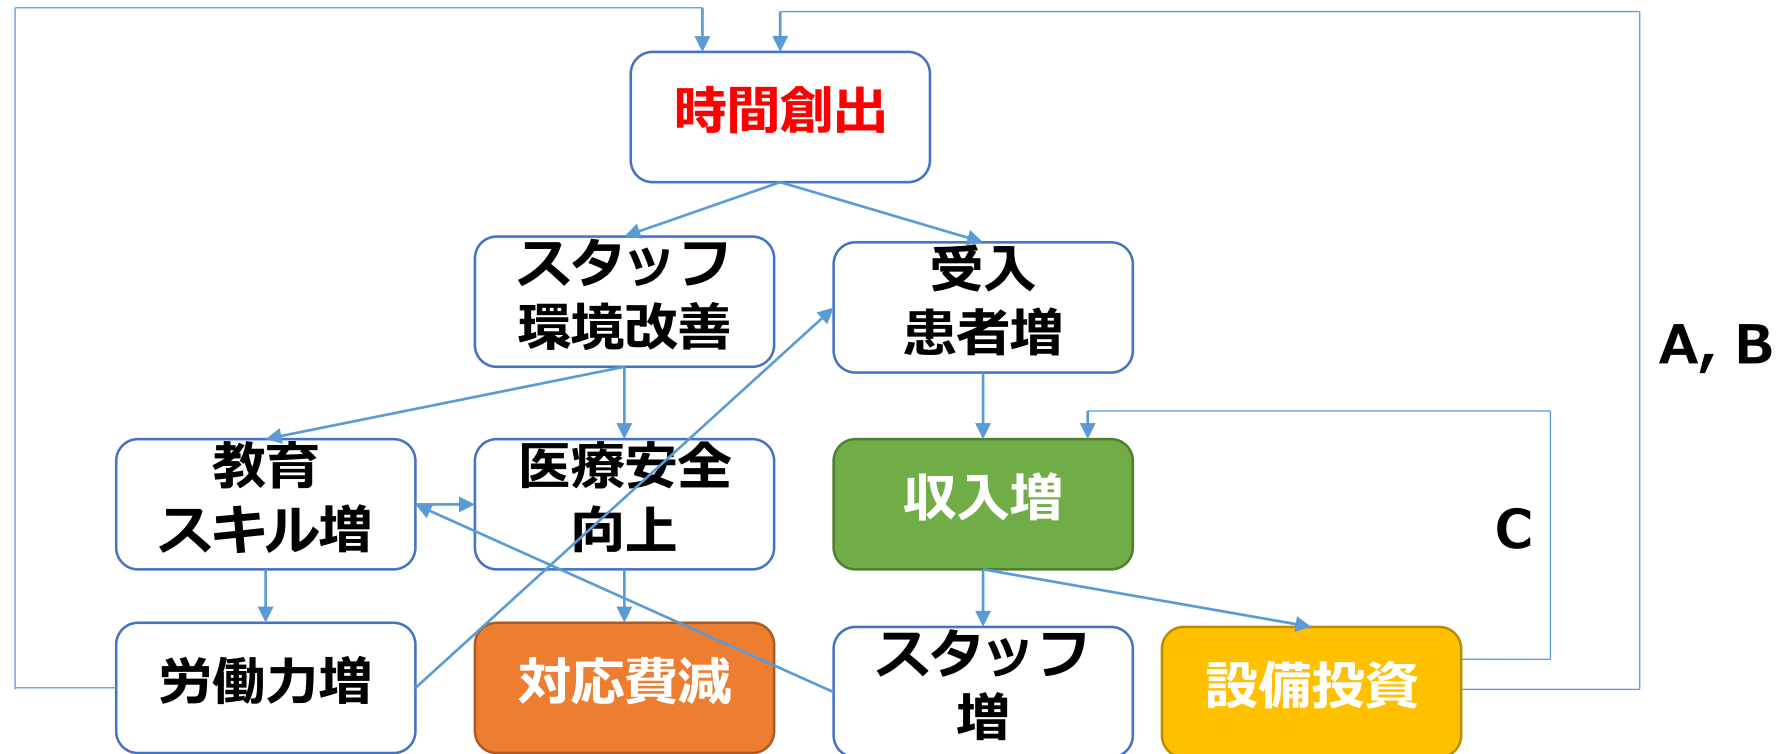 時間創出
スタッフ
環境改善
受入
患者増
A, B
教育
スキル増
医療安全
向上
収入増
C
労働力増
対応費減
スタッフ
増
設備投資